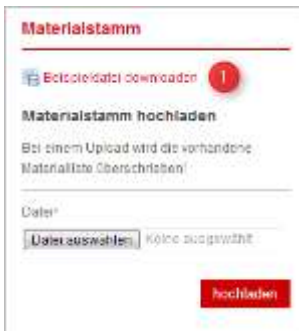 Materialstamm
Beispieldatei downloaden 1
Materialstamm hochladen
Bei einem Upload wird die vorhandene
Materialliste überschrieben!
Datei*
Datei auswählen Keine ausgewählt
hochladen